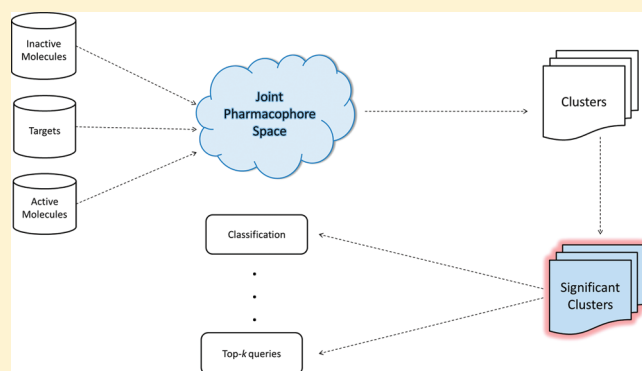 Inactive
Molecules
Targets
Active
Molecules
Joint
Pharmacophore
Space
Clusters
Significant
Clusters
Classification
Top-k queries